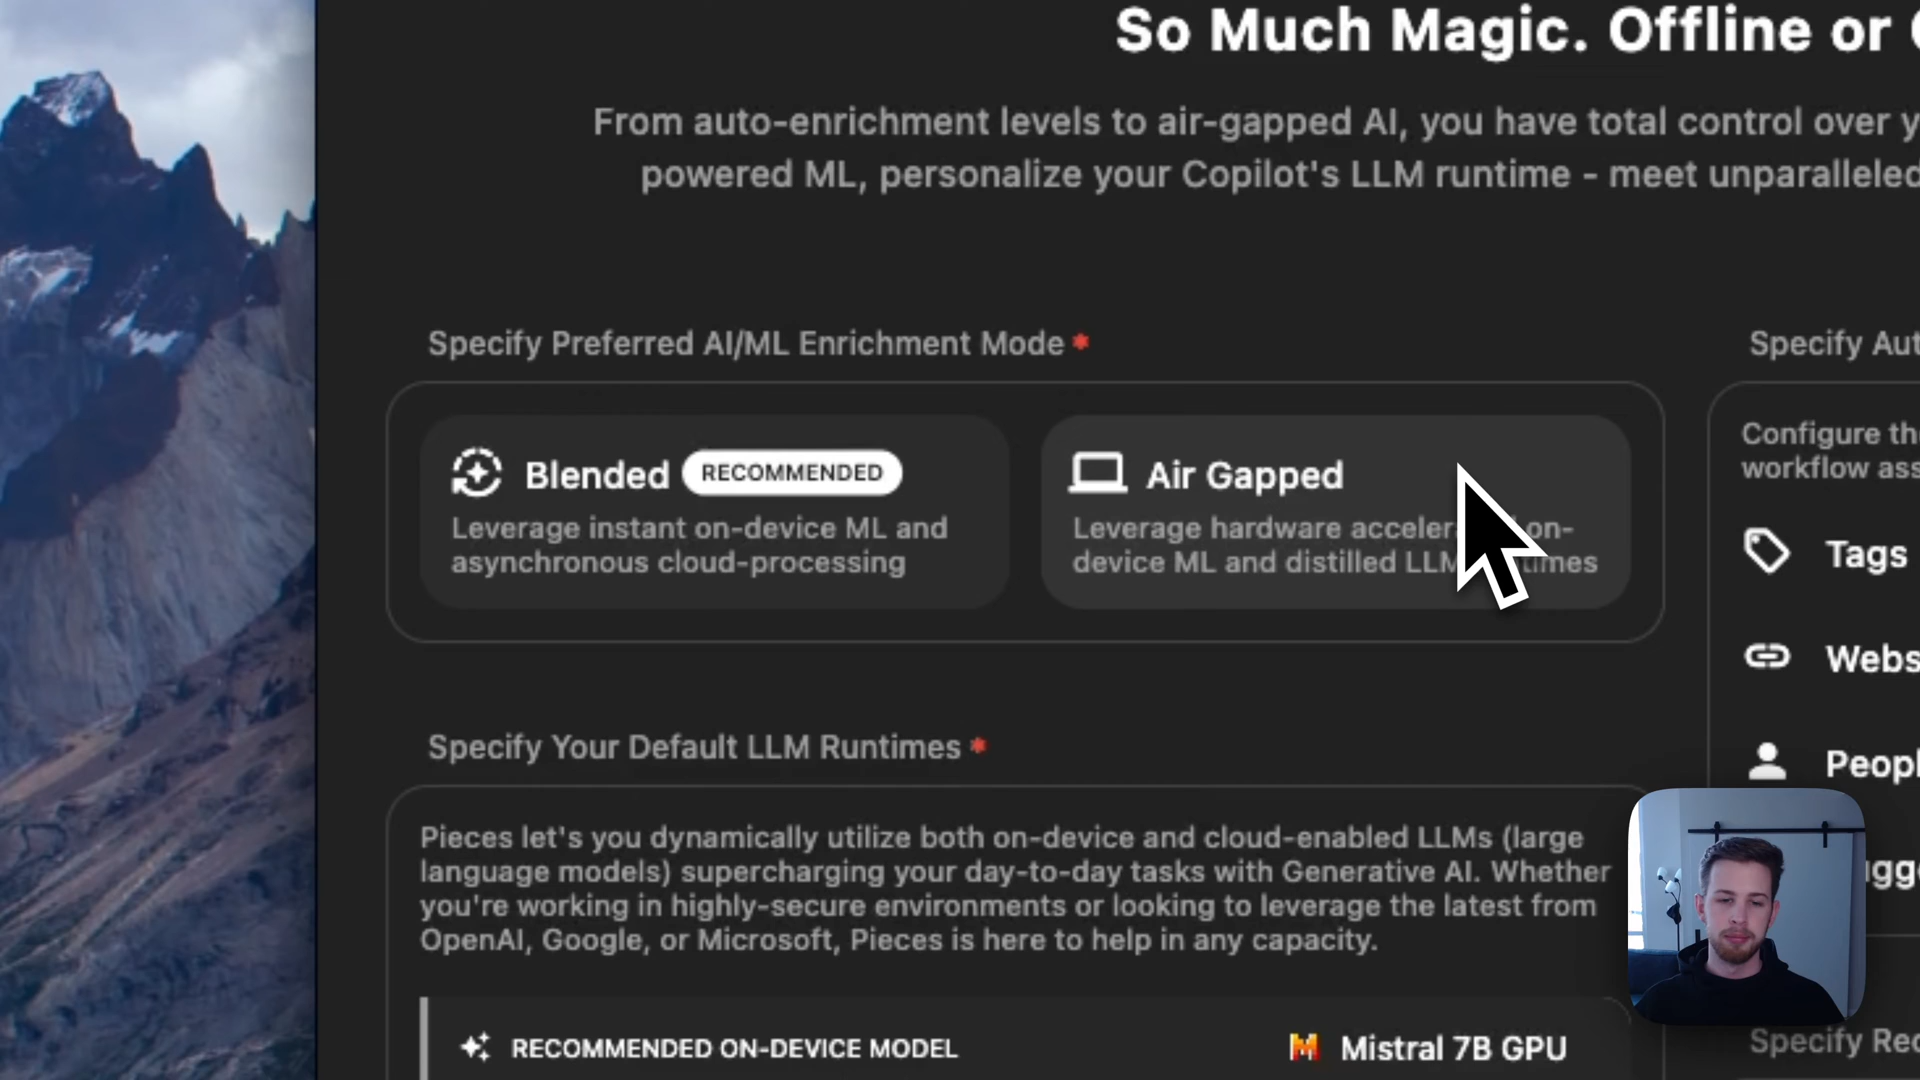 So Much Magic. Offline or
From auto-enrichment levels to air-gapped AI, you have total control over y
powered ML, personalize your Copilot's LLM runtime - meet unparalleled
Specify Preferred AI/ML Enrichment Mode *
Blended RECOMMENDED
Leverage instant on-device ML and
asynchronous cloud-processing
Air Gapped
Leverage hardware on-
device ML and distilled
Specify Your Default LLM Runtimes *
Pieces let's you dynamically utilize both on-device and cloud-enabled LLMs (large
language models) supercharging your day-to-day tasks with Generative AI. Whether
you're working in highly-secure environments or looking to leverage the latest from
OpenAI, Google, or Microsoft, Pieces is here to help in any capacity.
RECOMMENDED ON-DEVICE MODEL
Mistral 7B GPU
Specify Aut
Configure the
workflow ass
Tags
Webs
Peopl
Specify Rec